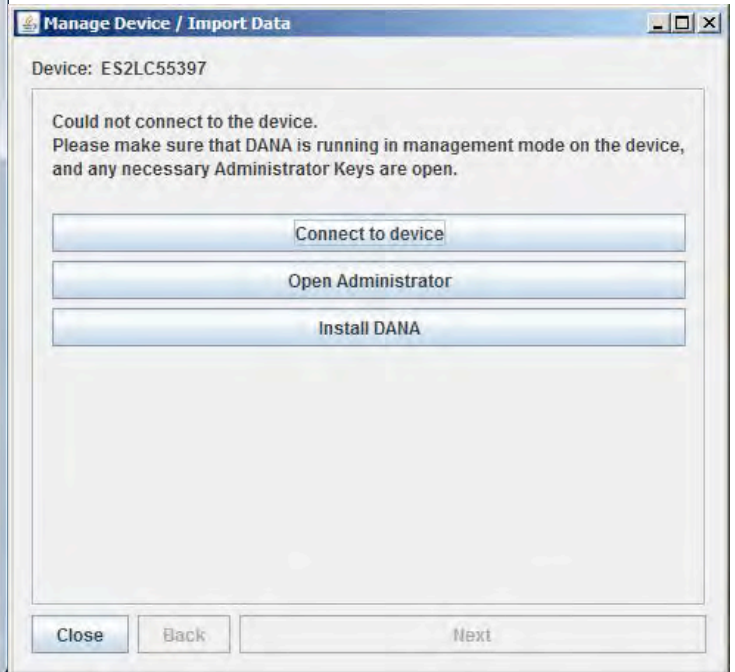 Manage Device / Import Data
Device: ES2LC55397
Could not connect to the device.
Please make sure that DANA is running in management mode on the device,
and any necessary Administrator Keys are open.
Connect to device
Open Administrator
Install DANA
Close
Back
Next